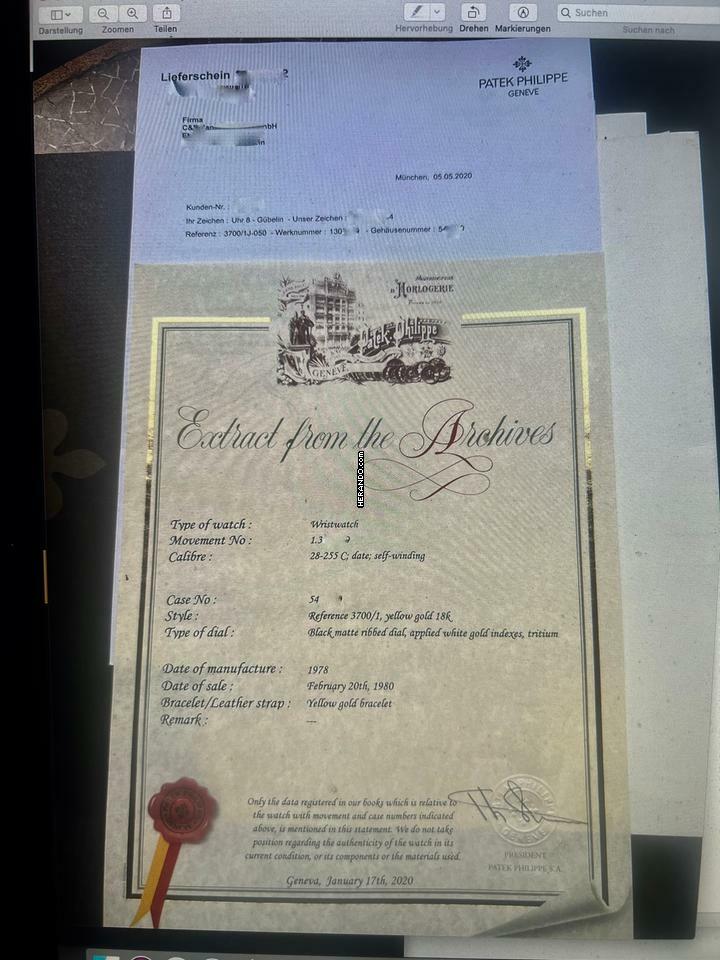 Darstellung
Zoomen
Teilen
Hervorhebung
Drehen
Markierungen
Suchen
Suchen nach
Lieferschein
PATEK PHILIPPE
GENEVE
Firma
München, 05.05.2020
Kunden-Nr. :
Ihr Zeichen : Uhr 8 - Gübelin - Unser Zeichen :
Referenz : 3700/1J-050 - Werknummer : 130 - Gehäusenummer : 54
Horlogerie
Patek Philippe
GENÈVE
Extract from the Archives
HERANDO.com
Type of watch : Wristwatch
Movement No : 1.3
Calibre : 28-255 C; date; self-winding
Case No : 54
Style : Reference 3700/1, yellow gold 18k
Type of dial : Black matte ribbed dial, applied white gold indexes, tritium
Date of manufacture : 1978
Date of sale : February 20th, 1980
Bracelet/Leather strap : Yellow gold bracelet
Remark : ---
Only the data registered in our books which is relative to
the watch with movement and case numbers indicated
above, is mentioned in this statement. We do not take
position regarding the authenticity of the watch in its
current condition, or its components or the materials used.
PRESIDENT
PATEK PHILIPPE S.A.
Geneva, January 17th, 2020